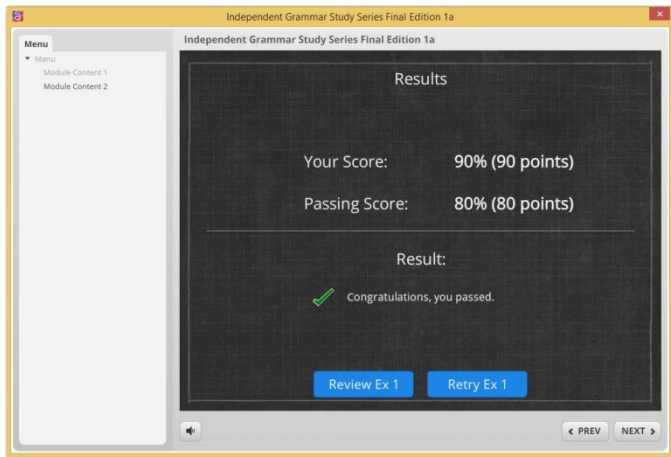 Independent Grammar Study Series Final Edition 1a
Menu
Menu
Module Content 1
Module Content 2
Independent Grammar Study Series Final Edition 1a
Results
Your Score: 90% (90 points)
Passing Score: 80% (80 points)
Result:
Congratulations, you passed.
Review Ex 1 Retry Ex 1
PREV NEXT